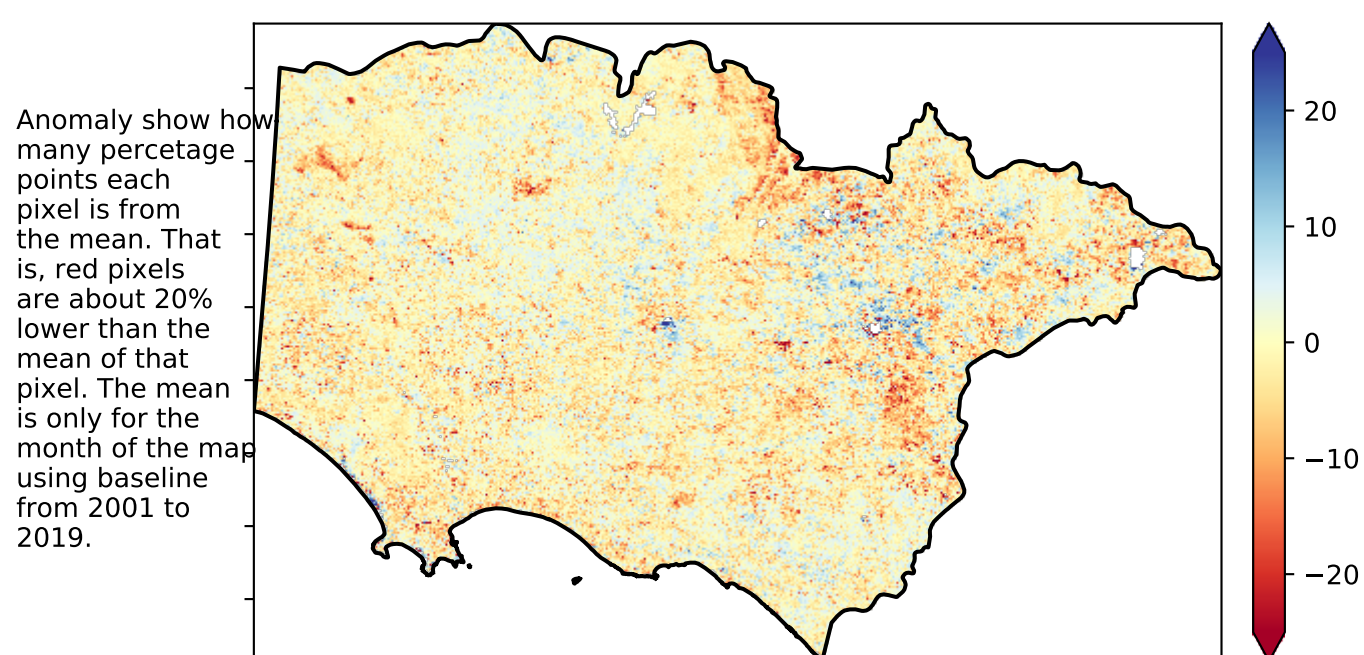 Anomaly show how
many percetage
points each
pixel is from
the mean. That
is, red pixels
are about 20%
lower than the
mean of that
pixel. The mean
is only for the
month of the map
using baseline
from 2001 to
2019.
20
10
0
−10
−20